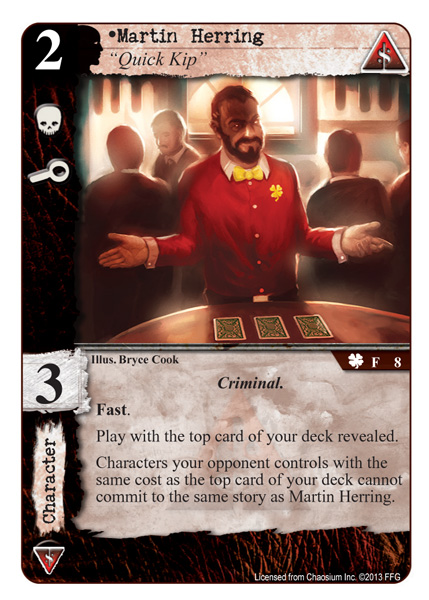 2
•Martin Herring
"Quick Kip"
Illus. Bryce Cook
F 8
3
Character
Criminal.
Fast.
Play with the top card of your deck revealed.
Characters your opponent controls with the
same cost as the top card of your deck cannot
commit to the same story as Martin Herring.
Licensed from Chaosium Inc. ©2013 FFG